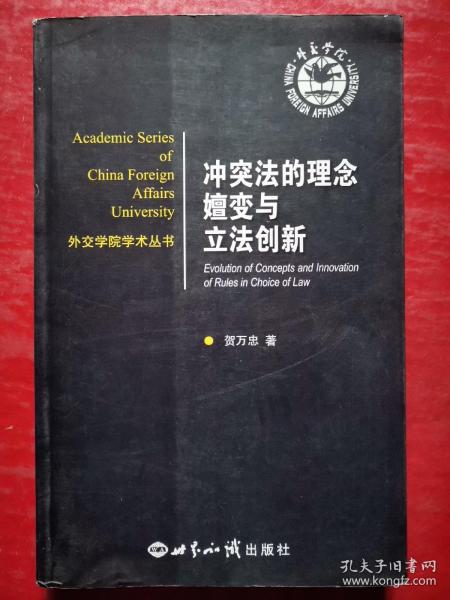 外交学院
CHINA FOREIGN AFFAIRS UNIVERSITY
Academic Series
of
China Foreign
Affairs
University
外交学院学术丛书
冲突法的理念
嬗变与
立法创新
Evolution of Concepts and Innovation
of Rules in Choice of Law
贺万忠 著
世界知识出版社
孔夫子旧书网
www.kongfz.com